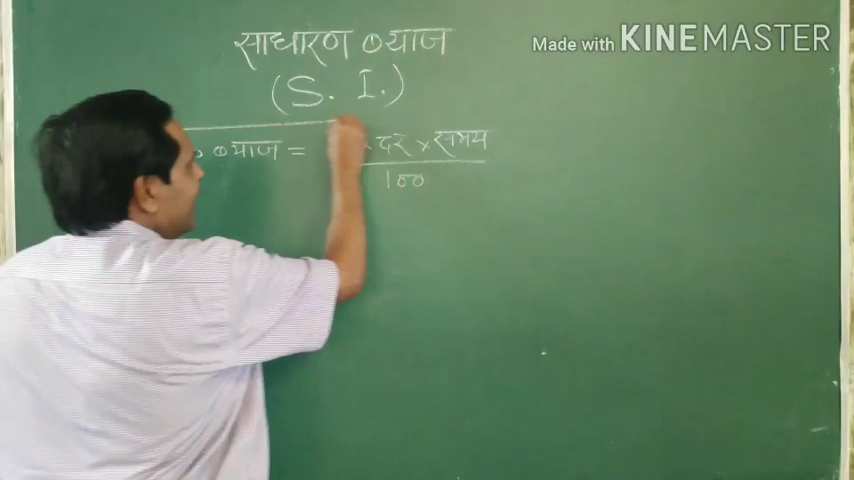 साधारण ब्याज
Made with KINEMASTER
(S. I.)
ब्याज = × दर × समय
100